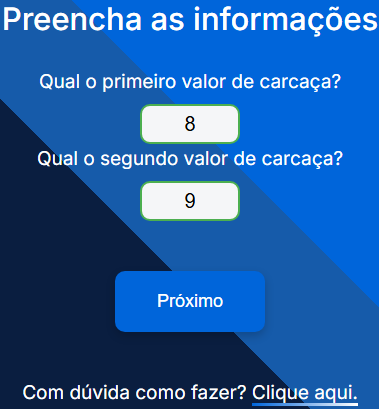 Preencha as informações
Qual o primeiro valor de carcaça?
8
Qual o segundo valor de carcaça?
9
Próximo
Com dúvida como fazer? Clique aqui.